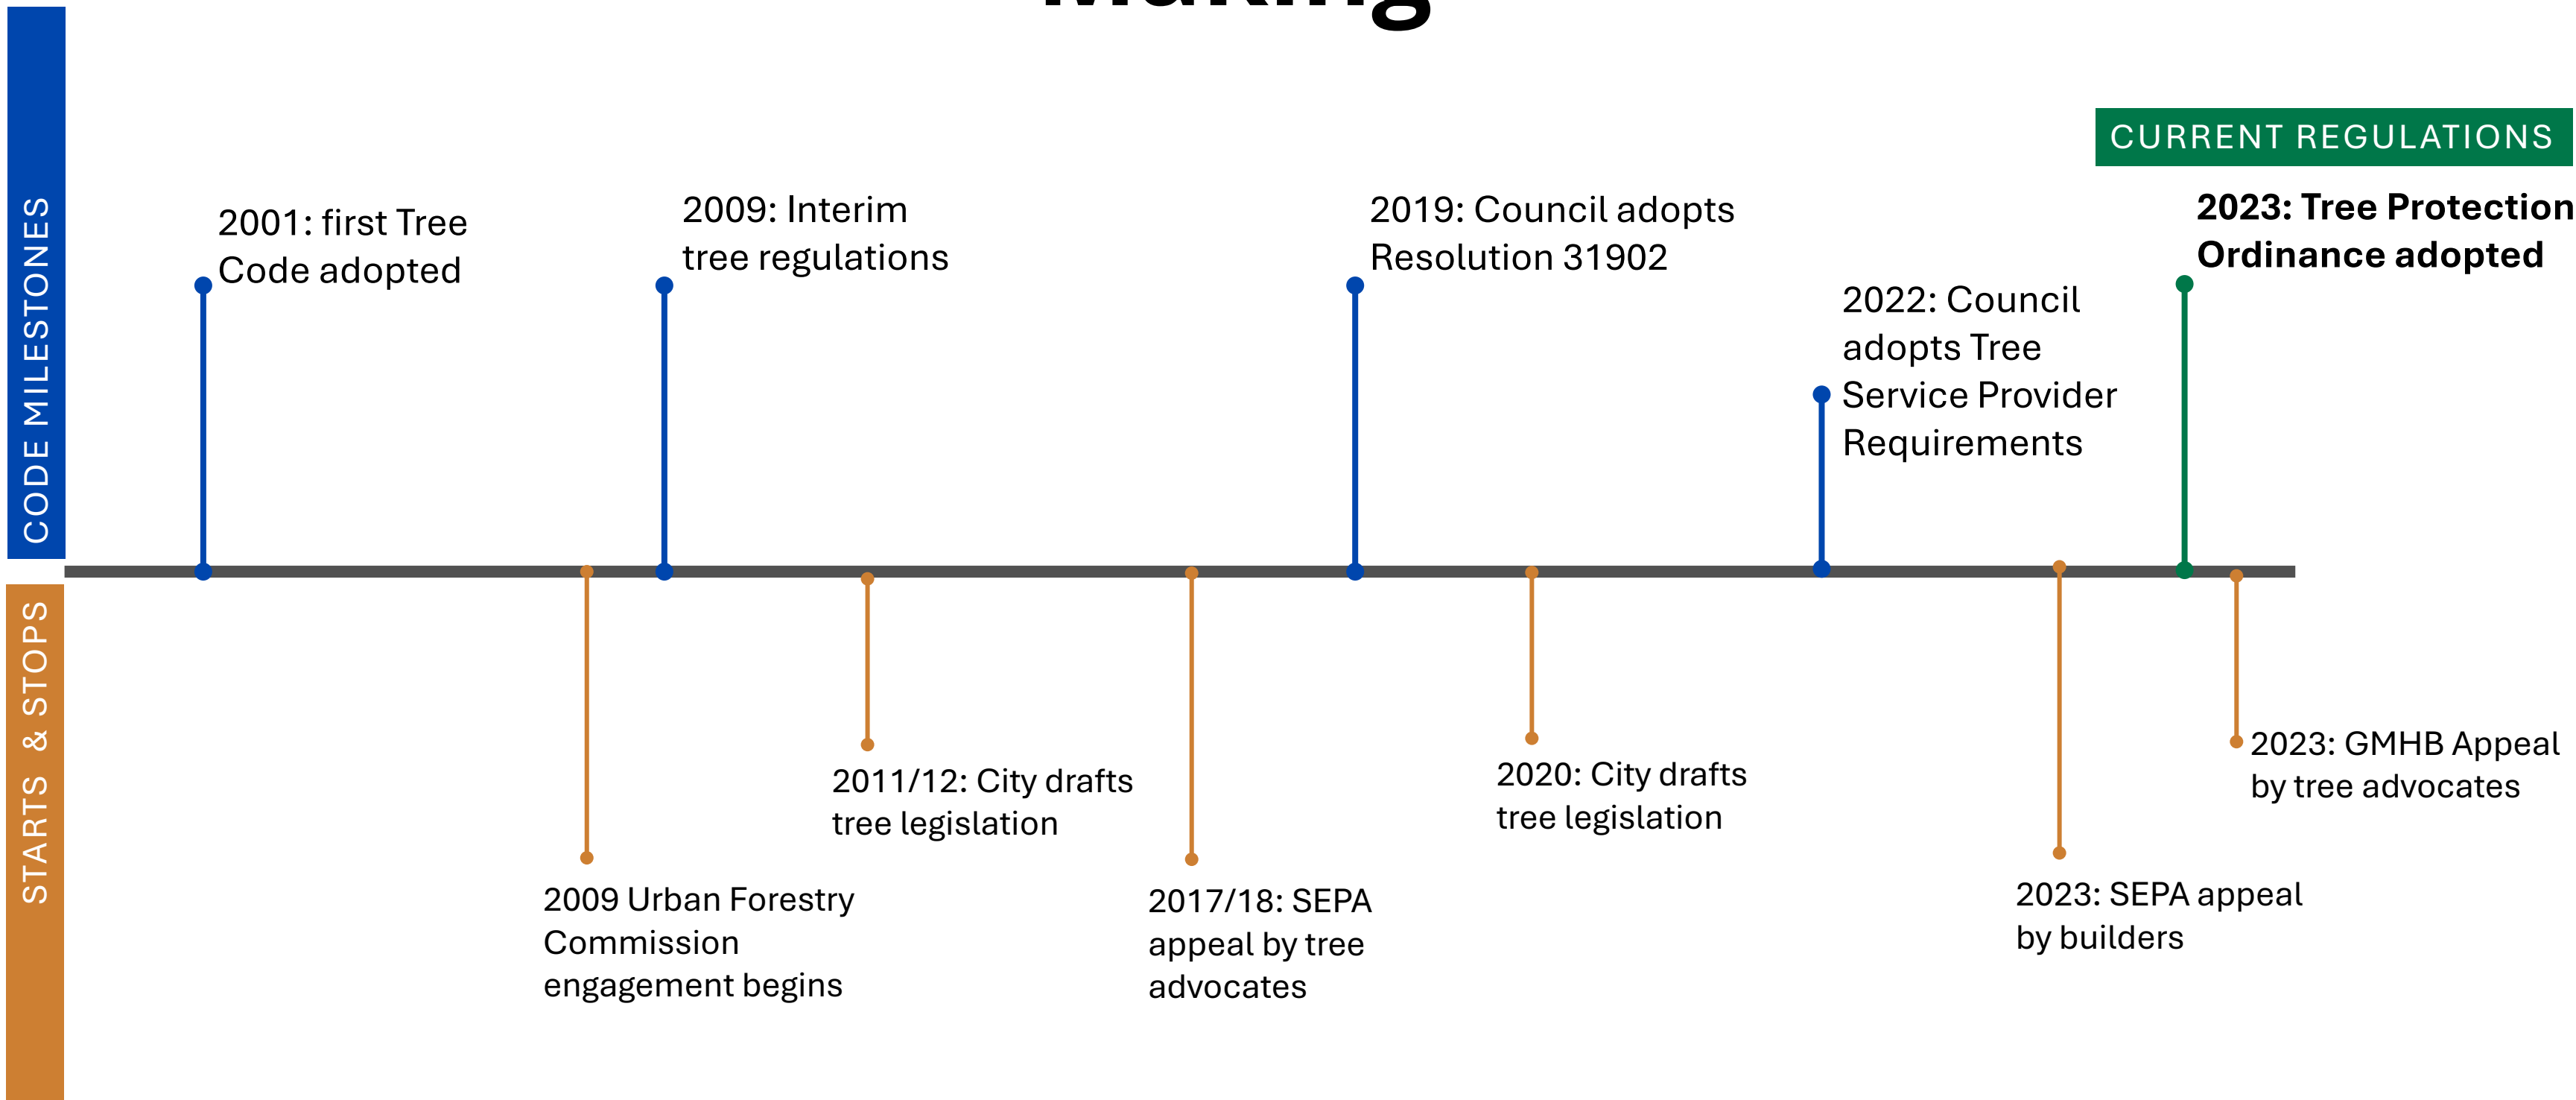 Making
CODE MILESTONES
CURRENT REGULATIONS
2001: first Tree
Code adopted
2009: Interim
tree regulations
2019: Council adopts
Resolution 31902
2022: Council
adopts Tree
Service Provider
Requirements
2023: Tree Protection
Ordinance adopted
STARTS & STOPS
2009 Urban Forestry
Commission
engagement begins
2011/12: City drafts
tree legislation
2017/18: SEPA
appeal by tree
advocates
2020: City drafts
tree legislation
2023: SEPA appeal
by builders
2023: GMHB Appeal
by tree advocates